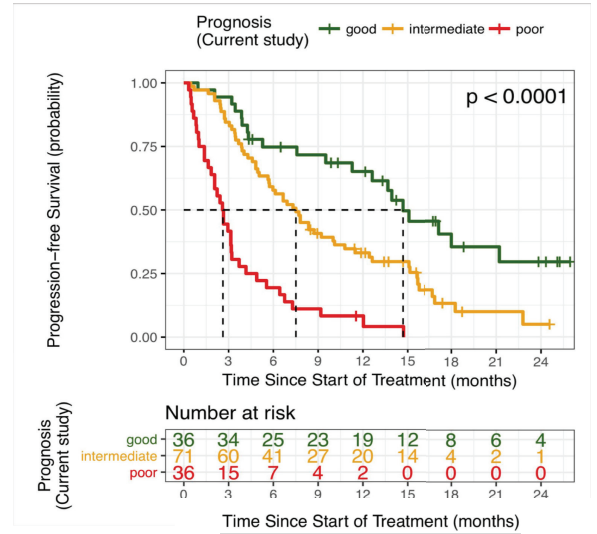 Prognosis
(Current study) good intermediate poor
Progression-free Survival (probability)
p < 0.0001
1.00
0.75
0.50
0.25
0.00
0 3 6 9 12 15 18 21 24
Time Since Start of Treatment (months)
Number at risk
Prognosis
(Current study)
good 36 34 25 23 19 12 8 6 4
intermediate 71 60 41 27 20 14 4 2 1
poor 36 15 7 4 2 0 0 0 0
0 3 6 9 12 15 18 21 24
Time Since Start of Treatment (months)